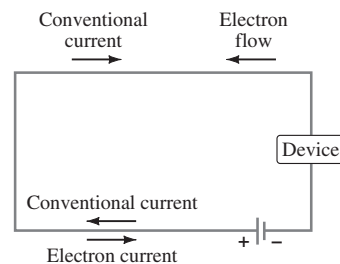 Conventional
current
Electron
flow
Device
Conventional current
+ −
Electron current